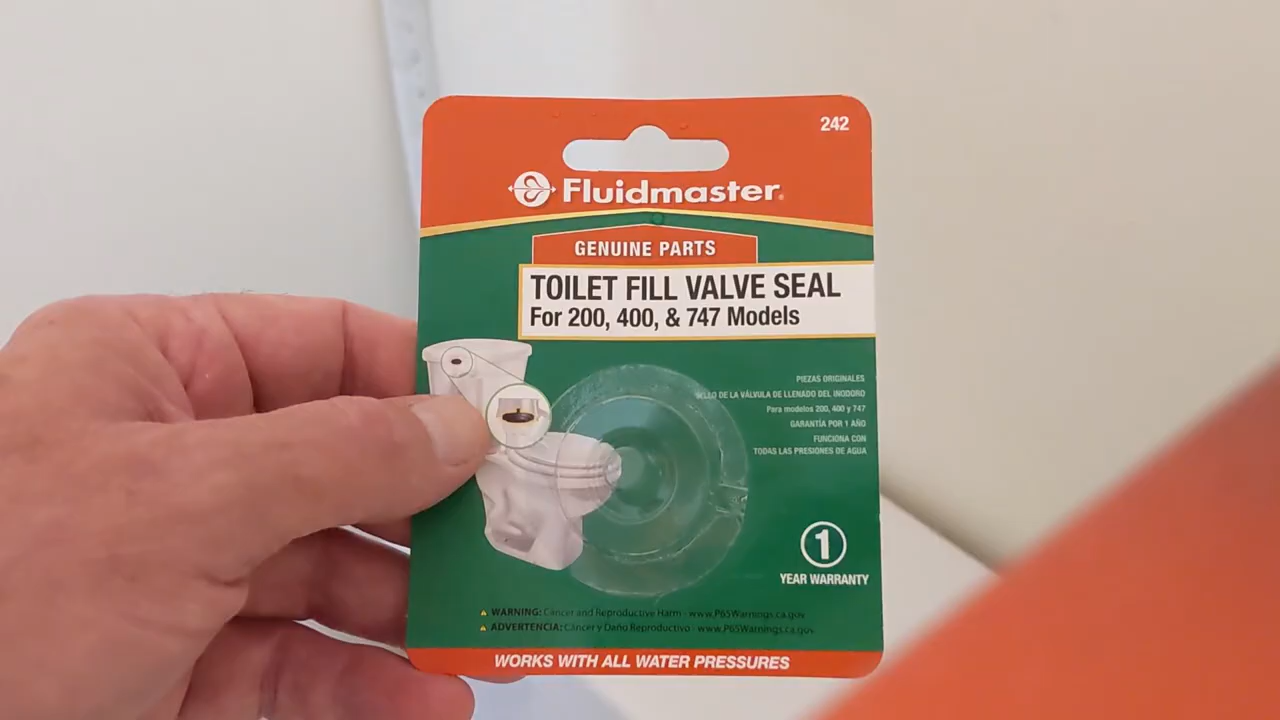 242
Fluidmaster
GENUINE PARTS
TOILET FILL VALVE SEAL
For 200, 400, & 747 Models
PIEZAS ORIGINALES
SELLO DE LA VÁLVULA DE LLENADO DEL INODORO
Para modelos 200, 400 y 747
GARANTÍA POR 1 AÑO
FUNCIONA CON
TODAS LAS PRESIONES DE AGUA
1
YEAR WARRANTY
WARNING: Cancer and Reproductive Harm - www.P65Warnings.ca.gov
ADVERTENCIA: Cáncer y Daño Reproductivo - www.P65Warnings.ca.gov
WORKS WITH ALL WATER PRESSURES